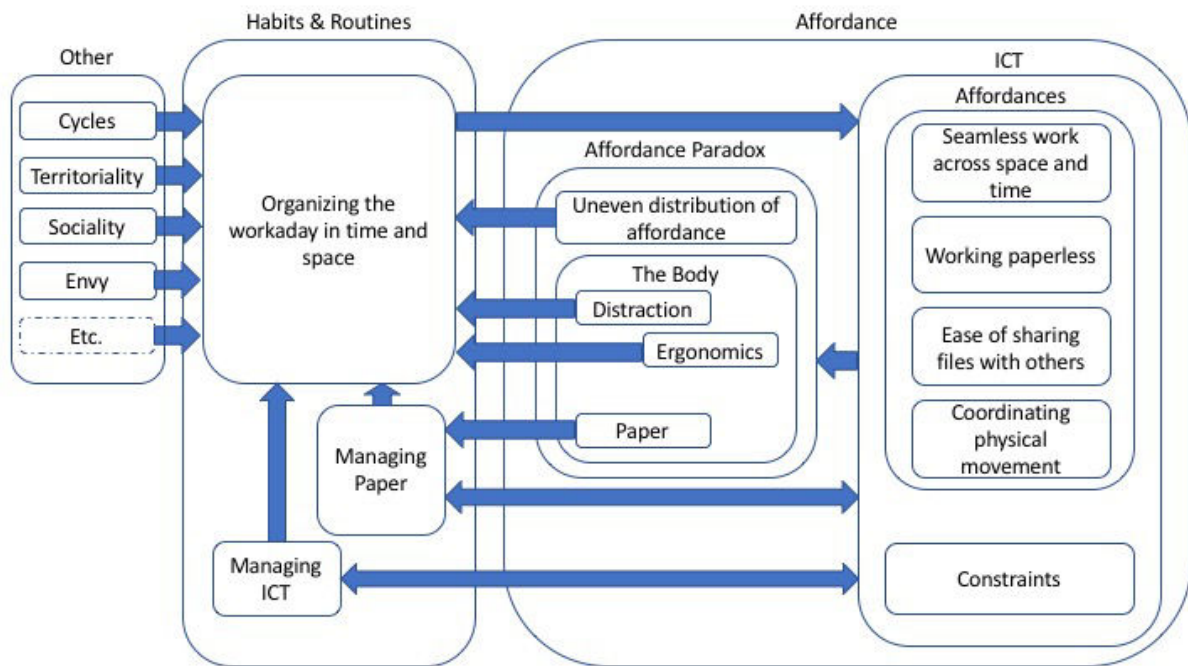 Habits & Routines
Affordance
Other
ICT
Cycles
Territoriality
Sociality
Envy
Etc.
Organizing the
workaday in time and
space
Managing
Paper
Managing
ICT
Affordance Paradox
Uneven distribution of
affordance
The Body
Distraction
Ergonomics
Paper
Affordances
Seamless work
across space and
time
Working paperless
Ease of sharing
files with others
Coordinating
physical
movement
Constraints